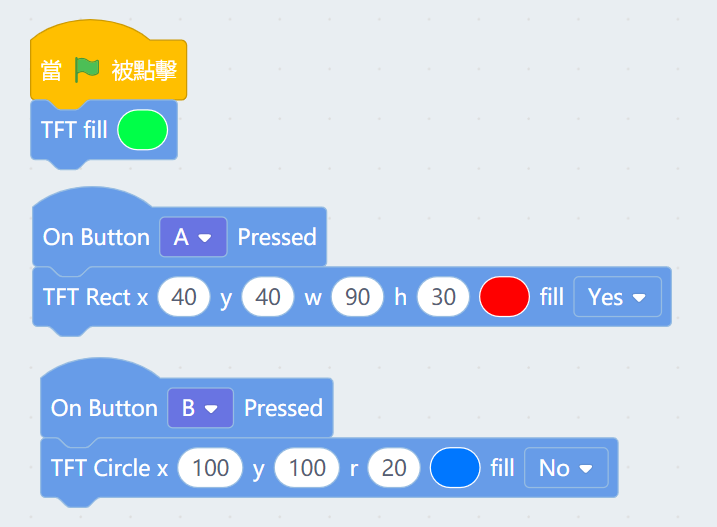 當 被點擊
TFT fill
On Button A Pressed
TFT Rect x 40 y 40 w 90 h 30 fill Yes
On Button B Pressed
TFT Circle x 100 y 100 r 20 fill No